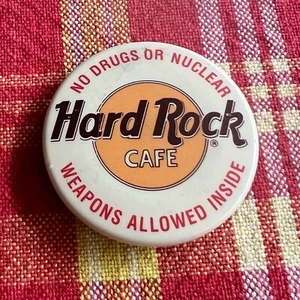 NO DRUGS OR NUCLEAR
Hard Rock®
CAFE
WEAPONS ALLOWED INSIDE